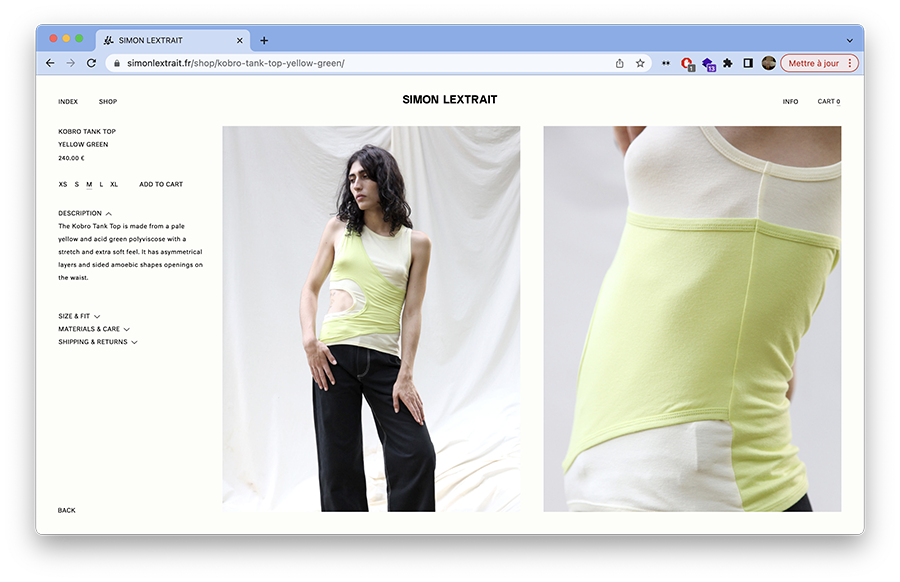 SIMON LEXTRAIT
simonlextrait.fr/shop/kobro-tank-top-yellow-green/
1
13
Mettre à jour
INDEX SHOP
SIMON LEXTRAIT
INFO CART 0
KOBRO TANK TOP
YELLOW GREEN
240.00 €
XS S M L XL ADD TO CART
DESCRIPTION
The Kobro Tank Top is made from a pale
yellow and acid green polyviscose with a
stretch and extra soft feel. It has asymmetrical
layers and sided amoebic shapes openings on
the waist.
SIZE & FIT
MATERIALS & CARE
SHIPPING & RETURNS
BACK